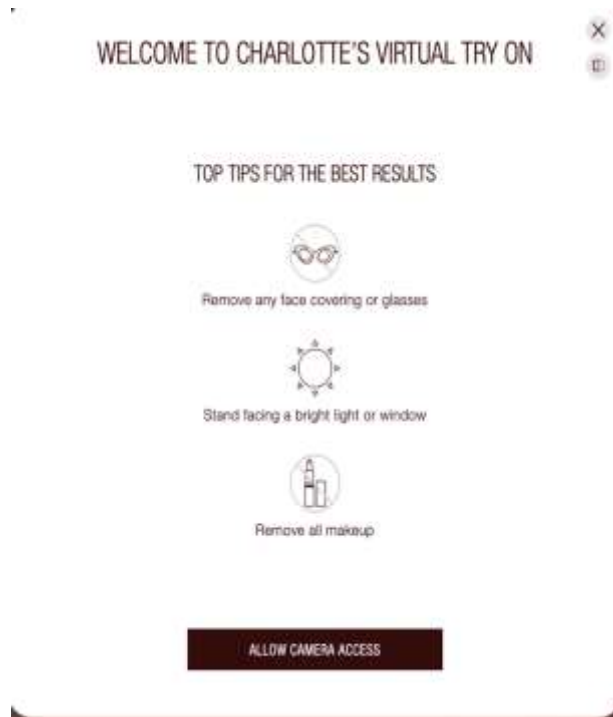 WELCOME TO CHARLOTTE'S VIRTUAL TRY ON
TOP TIPS FOR THE BEST RESULTS
Remove any face covering or glasses
Stand facing a bright light or window
Remove all makeup
ALLOW CAMERA ACCESS